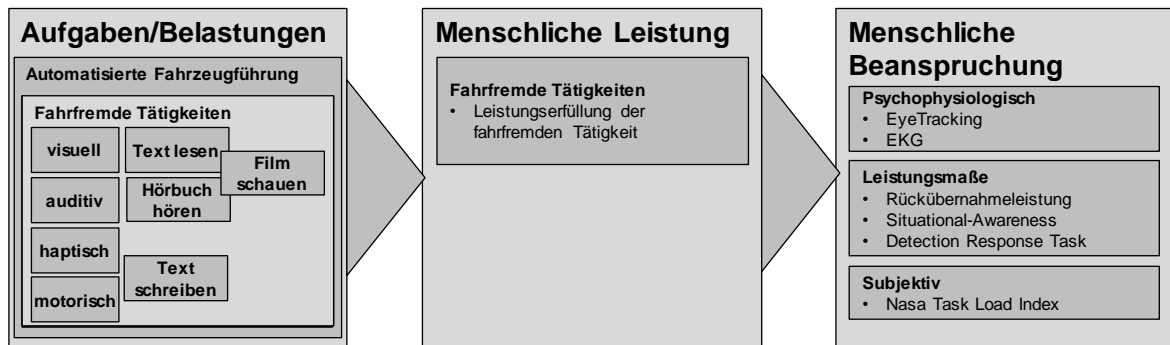 Aufgaben/Belastungen
Automatisierte Fahrzeugführung
Fahrfremde Tätigkeiten
visuell
Text lesen
Film
schauen
auditiv
Hörbuch
hören
haptisch
Text
schreiben
motorisch
Menschliche Leistung
Fahrfremde Tätigkeiten
• Leistungserfüllung der
fahrfremden Tätigkeit
Menschliche
Beanspruchung
Psychophysiologisch
• EyeTracking
• EKG
Leistungsmaße
• Rückübernahmeleistung
• Situational-Awareness
• Detection Response Task
Subjektiv
• Nasa Task Load Index